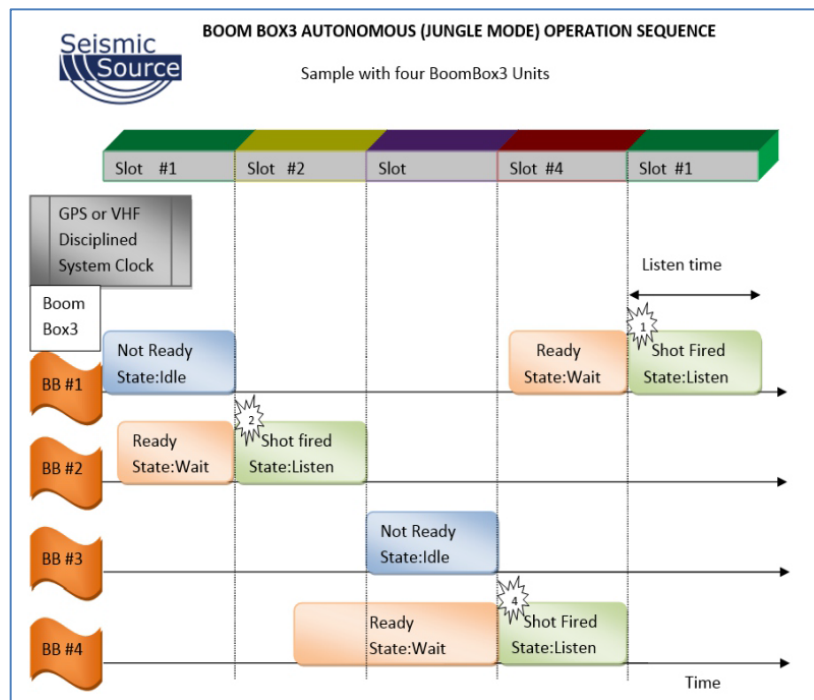 Seismic
Source
BOOM BOX3 AUTONOMOUS (JUNGLE MODE) OPERATION SEQUENCE
Sample with four BoomBox3 Units
Slot #1
Slot #2
Slot
Slot #4
Slot #1
GPS or VHF
Disciplined
System Clock
Listen time
Boom
Box3
1
BB #1
Not Ready
State:Idle
Ready
State:Wait
Shot Fired
State:Listen
2
BB #2
Ready
State:Wait
Shot fired
State:Listen
BB #3
Not Ready
State:Idle
4
BB #4
Ready
State:Wait
Shot Fired
State:Listen
Time